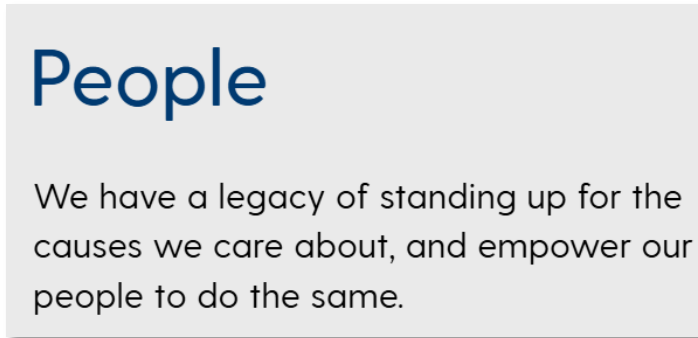 People
We have a legacy of standing up for the
causes we care about, and empower our
people to do the same.